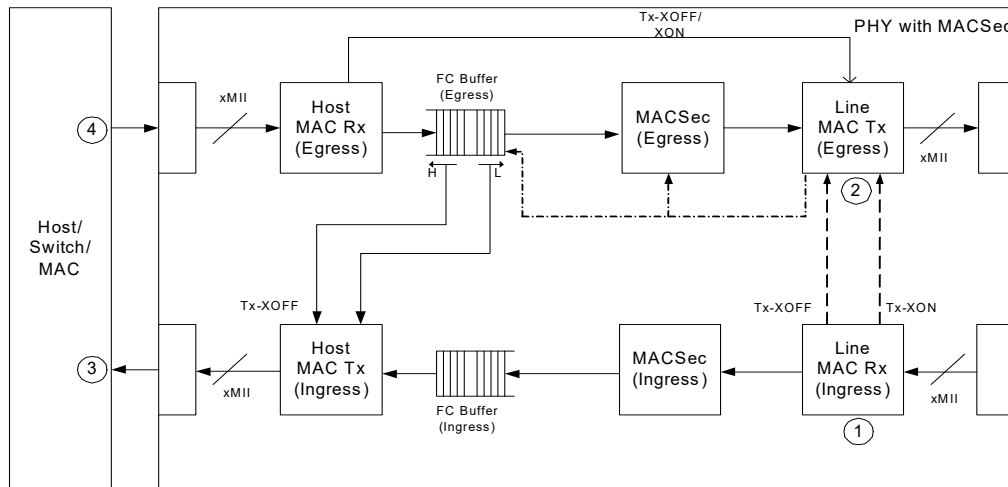 Tx-XOFF/
XON
PHY with MACSec
FC Buffer
(Egress)
xMII
4
Host
MAC Rx
(Egress)
MACSec
(Egress)
Line
MAC Tx
(Egress)
xMII
H
L
2
Host/
Switch/
MAC
Tx-XOFF
Tx-XOFF
Tx-XON
3
xMII
Host
MAC Tx
(Ingress)
FC Buffer
(Ingress)
MACSec
(Ingress)
Line
MAC Rx
(Ingress)
xMII
1